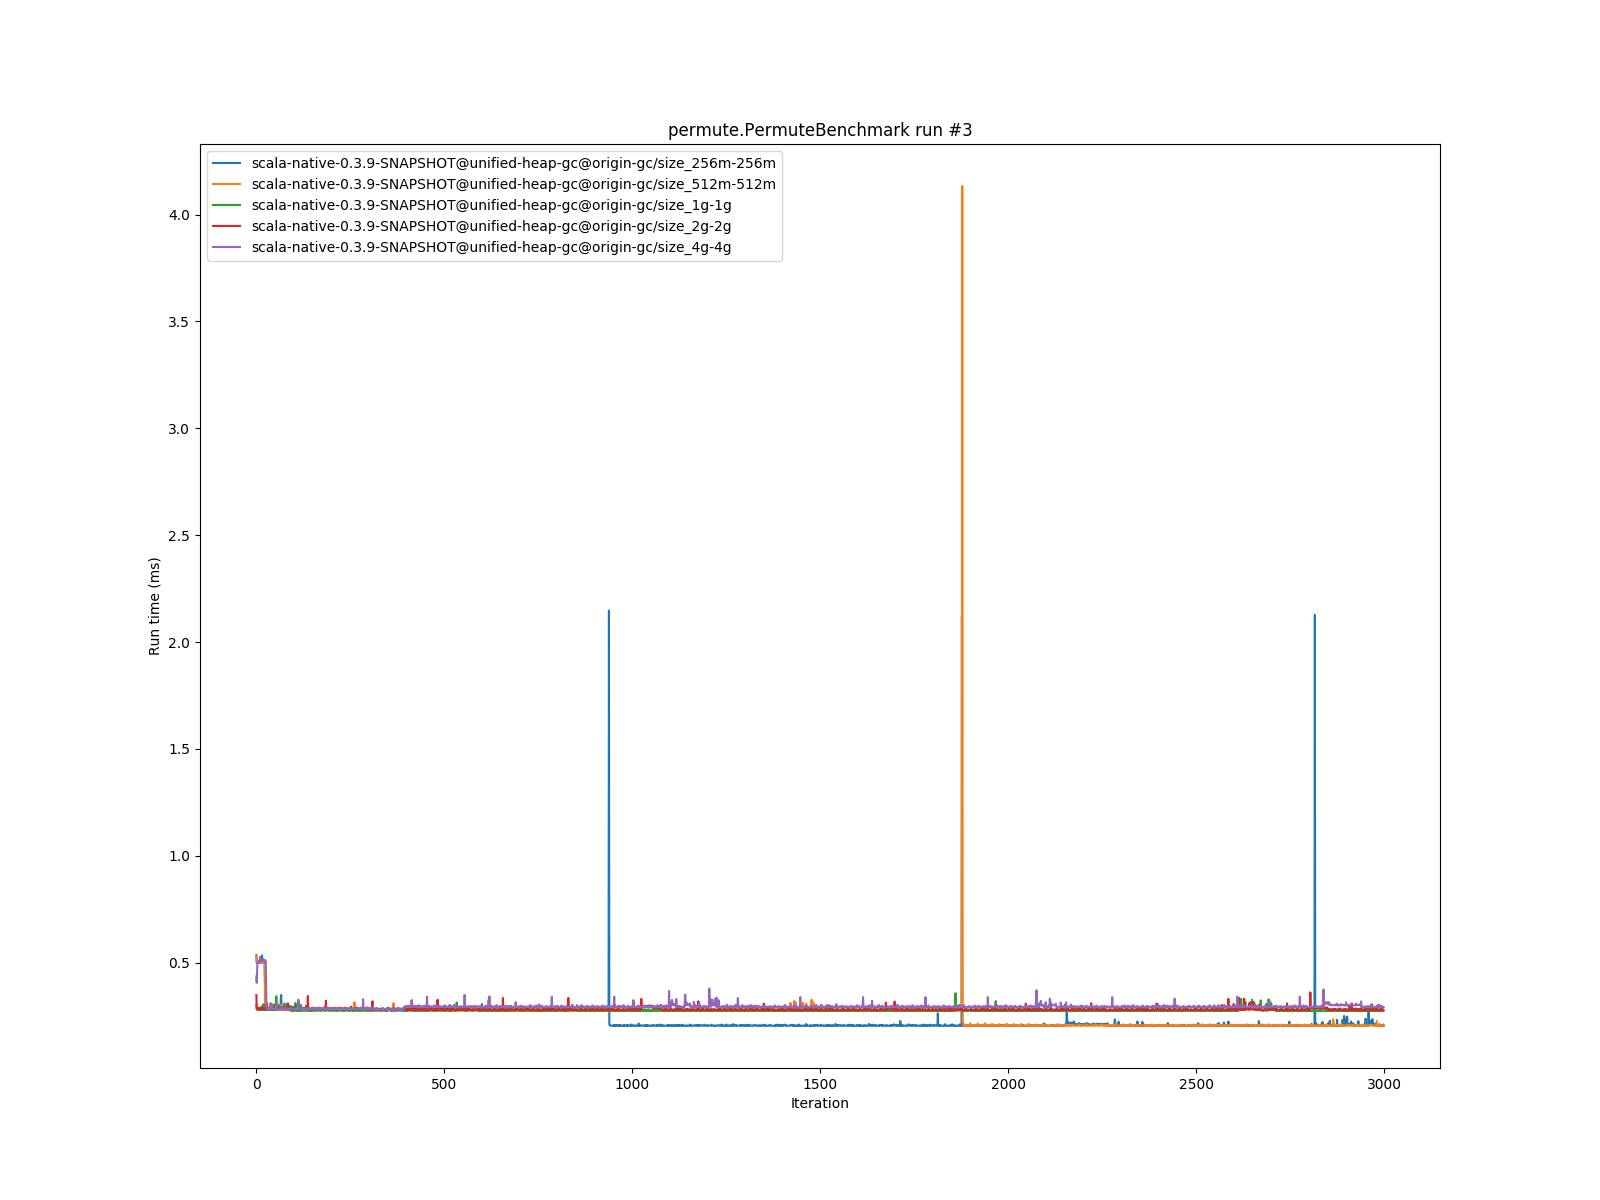 permute.PermuteBenchmark run #3
scala-native-0.3.9-SNAPSHOT@unified-heap-gc@origin-gc/size_256m-256m
scala-native-0.3.9-SNAPSHOT@unified-heap-gc@origin-gc/size_512m-512m
scala-native-0.3.9-SNAPSHOT@unified-heap-gc@origin-gc/size_1g-1g
scala-native-0.3.9-SNAPSHOT@unified-heap-gc@origin-gc/size_2g-2g
scala-native-0.3.9-SNAPSHOT@unified-heap-gc@origin-gc/size_4g-4g
4.0
3.5
3.0
2.5
2.0
1.5
1.0
0.5
Run time (ms)
0 500 1000 1500 2000 2500 3000
Iteration